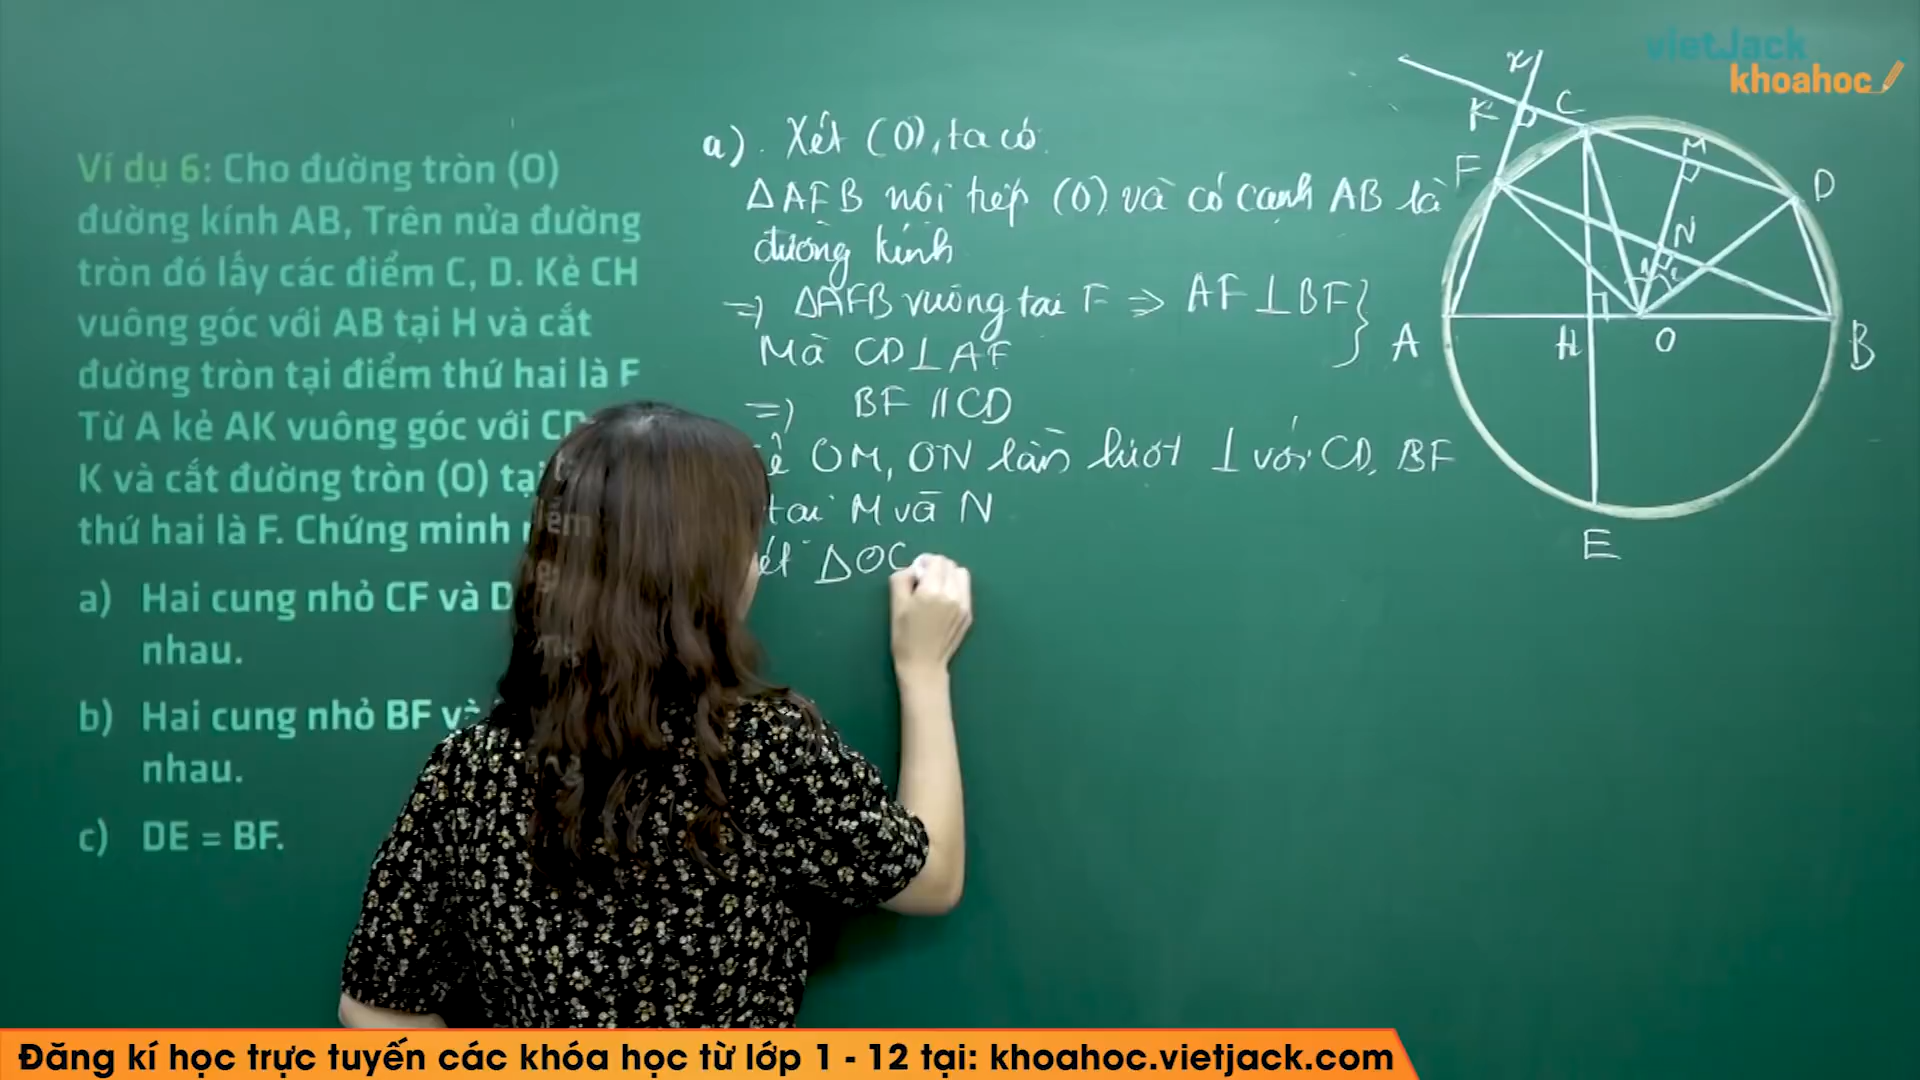 vietJack
khoahoc
Ví dụ 6: Cho đường tròn (O)
đường kính AB, Trên nửa đường
tròn đó lấy các điểm C, D. Kẻ CH
vuông góc với AB tại H và cắt
đường tròn tại điểm thứ hai là F
Từ A kẻ AK vuông góc với CD
K và cắt đường tròn (O) tại
thứ hai là F. Chứng minh
a) Hai cung nhỏ CF và D
nhau.
b) Hai cung nhỏ BF và
nhau.
c) DE = BF.
a). Xét (O), ta có
ΔAFB nội tiếp (O) và có cạnh AB là
đường kính
=> ΔAFB vuông tại F => AF ⊥ BF }
Mà CD ⊥ AF
=> BF // CD
OM, ON lần lượt ⊥ với CD, BF
tại M và N
ΔOC
x
K C
M
F D
N
A H O B
E
Đăng kí học trực tuyến các khóa học từ lớp 1 - 12 tại: khoahoc.vietjack.com